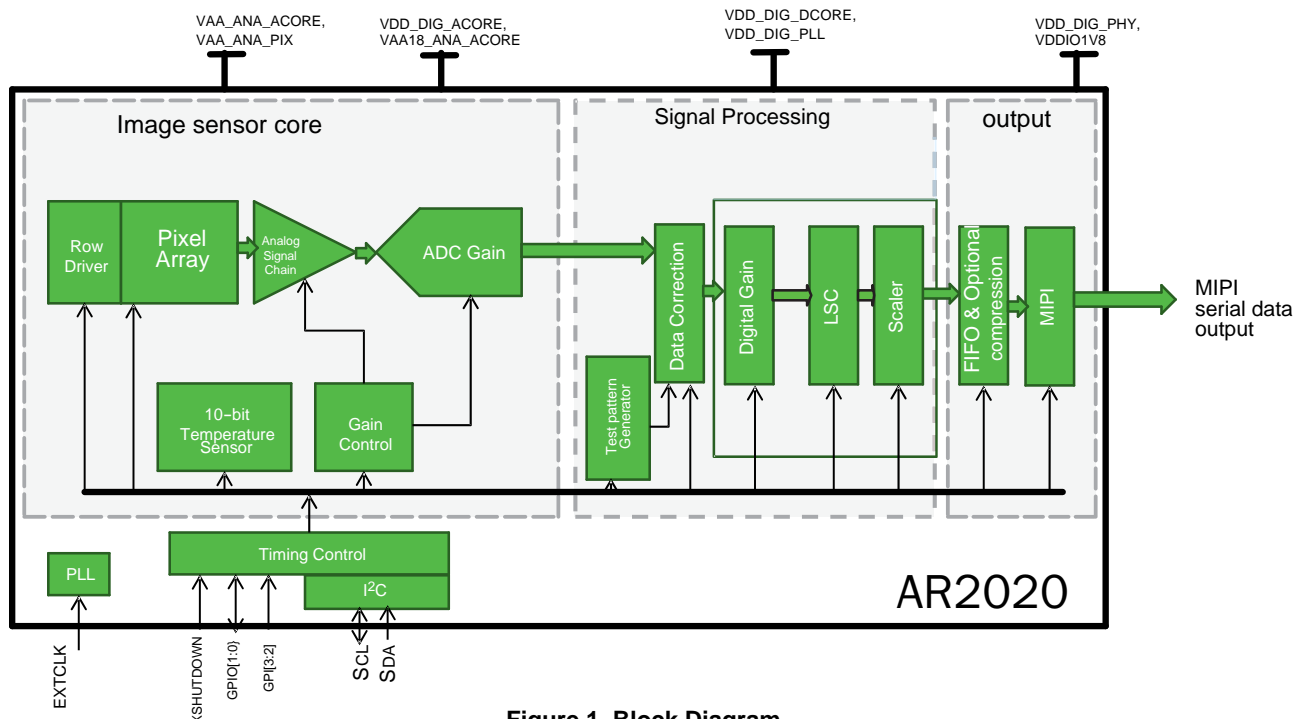 VAA_ANA_ACORE,
VAA_ANA_PIX
VDD_DIG_ACORE,
VAA18_ANA_ACORE
VDD_DIG_DCORE,
VDD_DIG_PLL
VDD_DIG_PHY,
VDDIO1V8
Image sensor core
Signal Processing
output
Row
Driver
Pixel
Array
Analog
Signal
Chain
ADC Gain
Data Correction
Digital Gain
LSC
Scaler
FIFO & Optional
compression
MIPI
MIPI
serial data
output
10-bit
Temperature
Sensor
Gain
Control
Test pattern
Generator
Timing Control
PLL
I²C
AR2020
EXTCLK
XSHUTDOWN
GPIO[1:0}
GPI[3:2]
SCL
SDA
Figure 1. Block Diagram